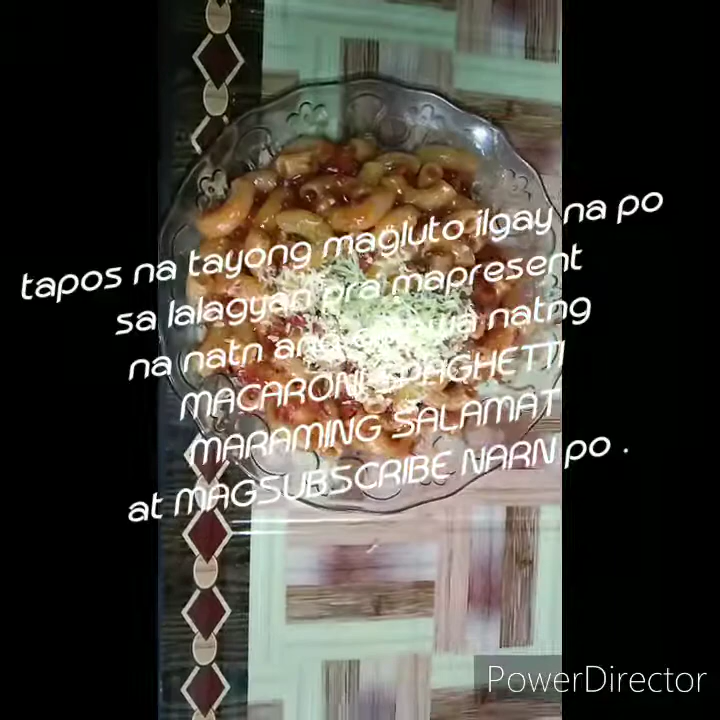 tapos na tayong magluto ilgay na po
sa lalagyan pra mapresent
na natn ang natng
MACARONI SPAGHETTI
MARAMING SALAMAT
at MAGSUBSCRIBE NARN po .
PowerDirector